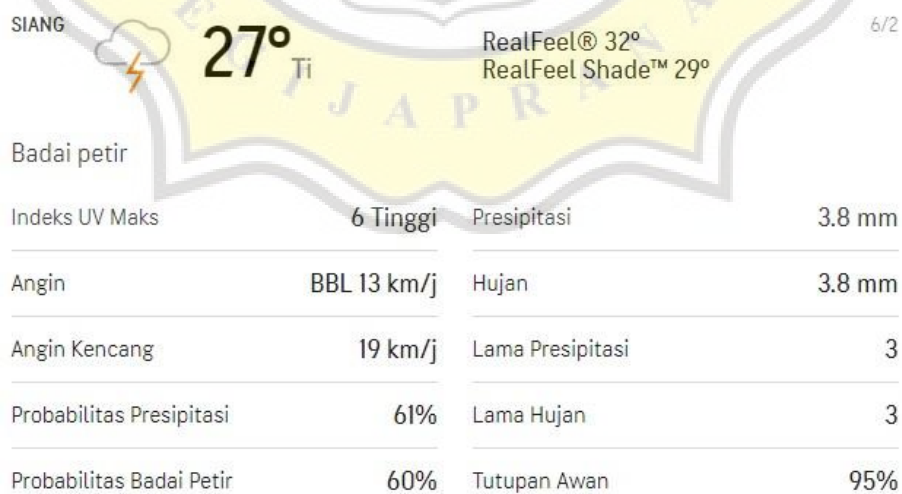 SIANG
27° Ti
RealFeel® 32°
RealFeel Shade™ 29°
6/2
G I J A P R A N A
Badai petir
Indeks UV Maks 6 Tinggi
Presipitasi 3.8 mm
Angin BBL 13 km/j
Hujan 3.8 mm
Angin Kencang 19 km/j
Lama Presipitasi 3
Probabilitas Presipitasi 61%
Lama Hujan 3
Probabilitas Badai Petir 60%
Tutupan Awan 95%